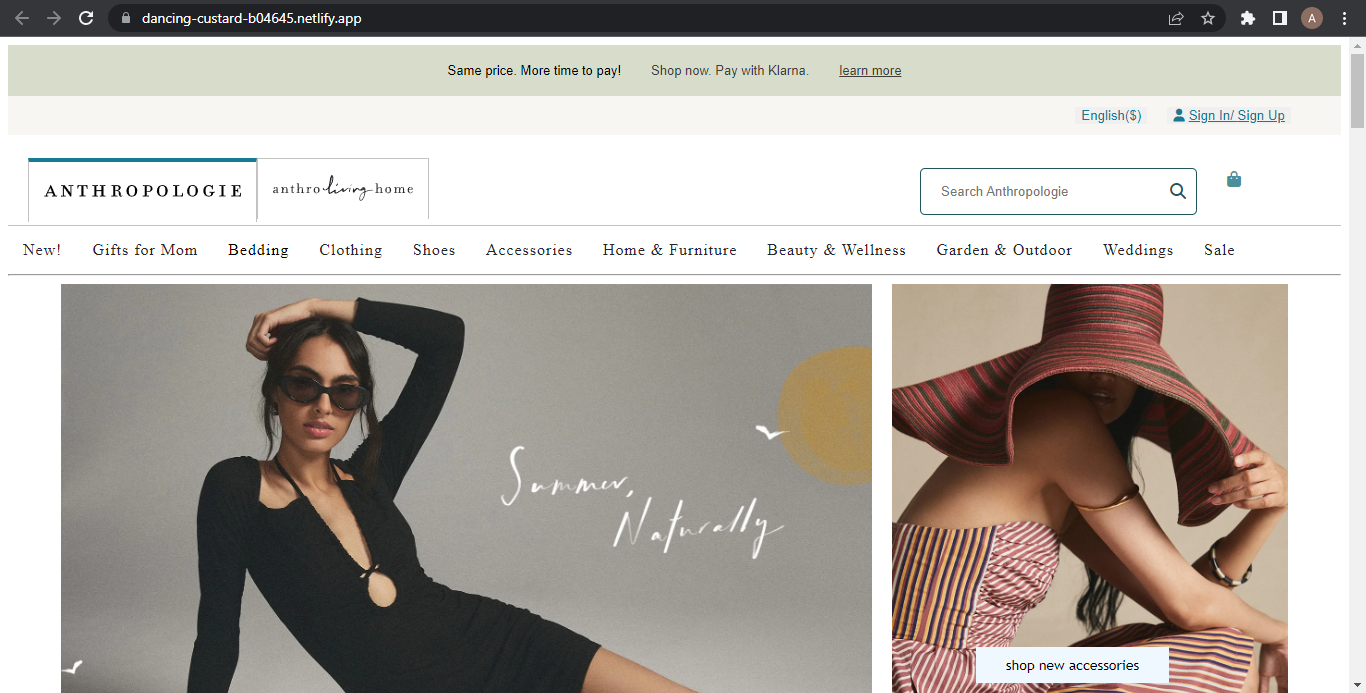 dancing-custard-b04645.netlify.app
A
Same price. More time to pay! Shop now. Pay with Klarna. learn more
English($) Sign In/ Sign Up
ANTHROPOLOGIE anthroliving home Search Anthropologie
New! Gifts for Mom Bedding Clothing Shoes Accessories Home & Furniture Beauty & Wellness Garden & Outdoor Weddings Sale
Summer,
Naturally
shop new accessories